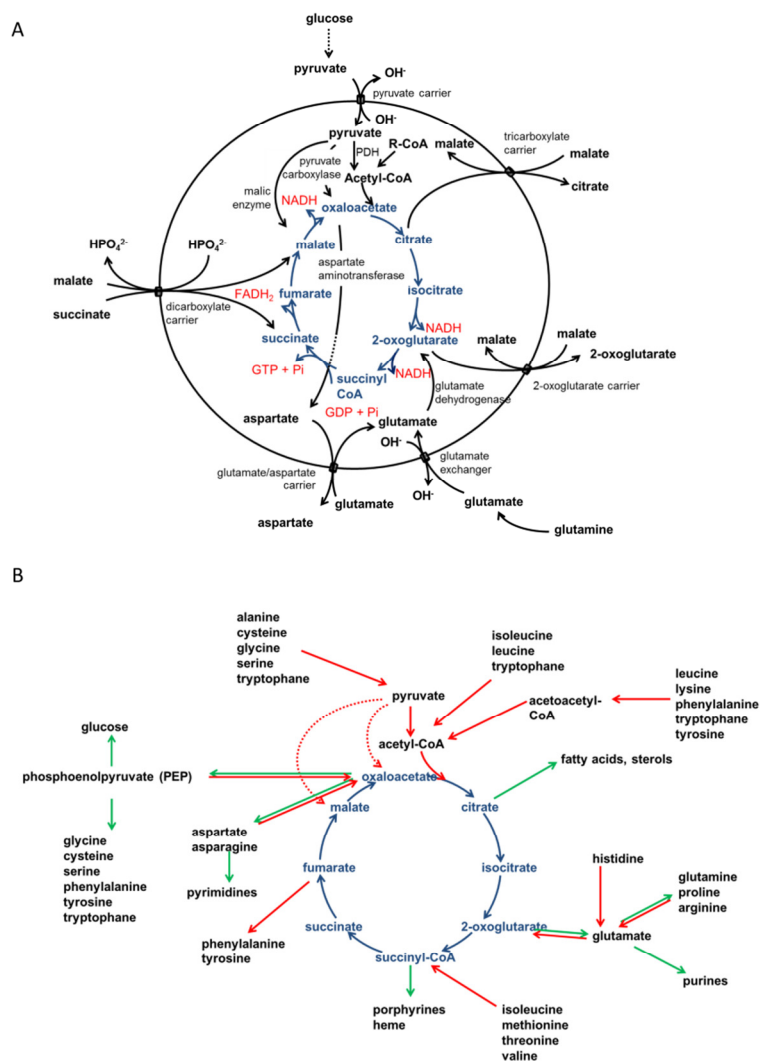 A
glucose
pyruvate
OH-
pyruvate carrier
OH-
pyruvate
R-CoA
malate
tricarboxylate
carrier
malate
citrate
PDH
pyruvate
carboxylase
Acetyl-CoA
malic
enzyme
NADH
oxaloacetate
citrate
malate
HPO₄²⁻
HPO₄²⁻
aspartate
aminotransferase
malate
succinate
dicarboxylate
carrier
FADH₂
fumarate
isocitrate
succinate
2-oxoglutarate
NADH
malate
malate
2-oxoglutarate
GTP + Pi
succinyl
CoA
NADH
glutamate
dehydrogenase
2-oxoglutarate carrier
GDP + Pi
aspartate
glutamate
OH-
glutamate/aspartate
carrier
glutamate
exchanger
OH-
glutamate
glutamate
aspartate
glutamine
B
alanine
cysteine
glycine
serine
tryptophane
isoleucine
leucine
tryptophane
leucine
lysine
phenylalanine
tryptophane
tyrosine
pyruvate
acetoacetyl-
CoA
glucose
acetyl-CoA
fatty acids, sterols
phosphoenolpyruvate (PEP)
oxaloacetate
malate
citrate
glycine
cysteine
serine
phenylalanine
tyrosine
tryptophane
aspartate
asparagine
pyrimidines
fumarate
isocitrate
histidine
glutamine
proline
arginine
succinate
2-oxoglutarate
glutamate
phenylalanine
tyrosine
succinyl-CoA
purines
porphyrines
heme
isoleucine
methionine
threonine
valine